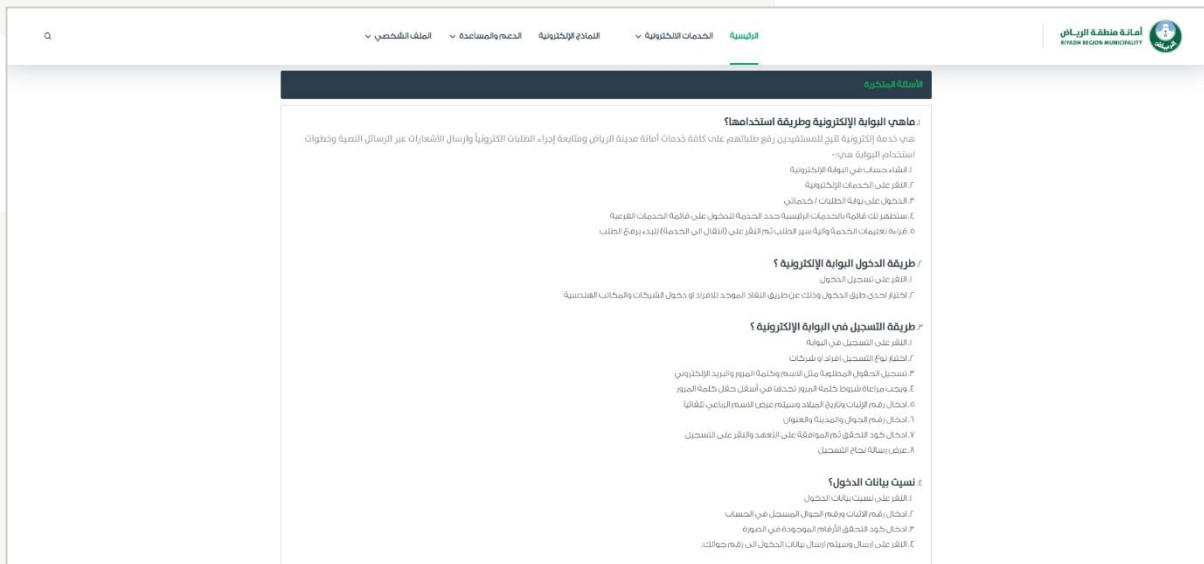 أمانة منطقة الرياض
RIYADH REGION MUNICIPALITY
الرئيسية
الخدمات الالكترونية
النماذج الإلكترونية
الدعم والمساعدة
الملف الشخصي
الأسئلة المتكررة
١. ماهي البوابة الإلكترونية وطريقة استخدامها؟
هي خدمة إلكترونية تتيح للمستفيدين رفع طلباتهم على كافة خدمات أمانة مدينة الرياض ومتابعة إجراء الطلبات الكترونياً وارسال الاشعارات عبر الرسائل النصية وخطوات
استخدام البوابة هي:-
١. انشاء حساب في البوابة الإلكترونية
٢. النقر على الخدمات الإلكترونية
٣. الدخول على بوابة الطلبات / خدماتي
٤. ستظهر لك قائمة بالخدمات الرئيسية حدد الخدمة للدخول على قائمة الخدمات الفرعية
٥. قراءة تعليمات الخدمة والية سير الطلب ثم النقر على (انتقال الى الخدمة) للبدء برفع الطلب
٢. طريقة الدخول البوابة الإلكترونية ؟
١. النقر على تسجيل الدخول
٢. اختيار احدى طرق الدخول وذلك عن طريق النفاذ الموحد للافراد او دخول الشركات والمكاتب الهندسية
٣. طريقة التسجيل في البوابة الإلكترونية ؟
١. النقر على التسجيل في البوابة
٢. اختيار نوع التسجيل افراد او شركات
٣. تسجيل الحقول المطلوبة مثل الاسم وكلمة المرور والبريد الإلكتروني
٤. ويجب مراعاة شروط كلمة المرور تجدها في أسفل حقل كلمة المرور
٥. ادخال رقم الإثبات وتاريخ الميلاد وسيتم عرض الاسم الرباعي تلقائيا
٦. ادخال رقم الجوال والمدينة والعنوان
٧. ادخال كود التحقق ثم الموافقة على التعهد والنقر على التسجيل
٨. عرض رسالة نجاح التسجيل
٤. نسيت بيانات الدخول؟
١. النقر على نسيت بيانات الدخول
٢. ادخال رقم الاثبات ورقم الجوال المسجل في الحساب
٣. ادخال كود التحقق الأرقام الموجودة في الصورة
٤. النقر على ارسال وسيتم ارسال بيانات الدخول الى رقم جوالك.